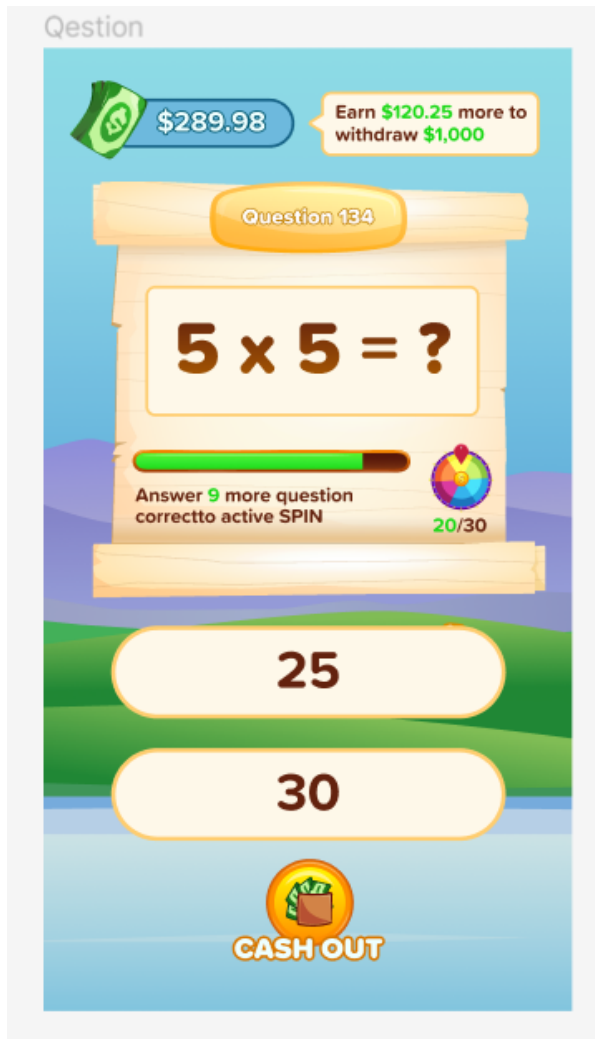 Qestion
$289.98
Earn $120.25 more to
withdraw $1,000
Question 134
5 x 5 = ?
Answer 9 more question
correctto active SPIN
20/30
25
30
CASH OUT